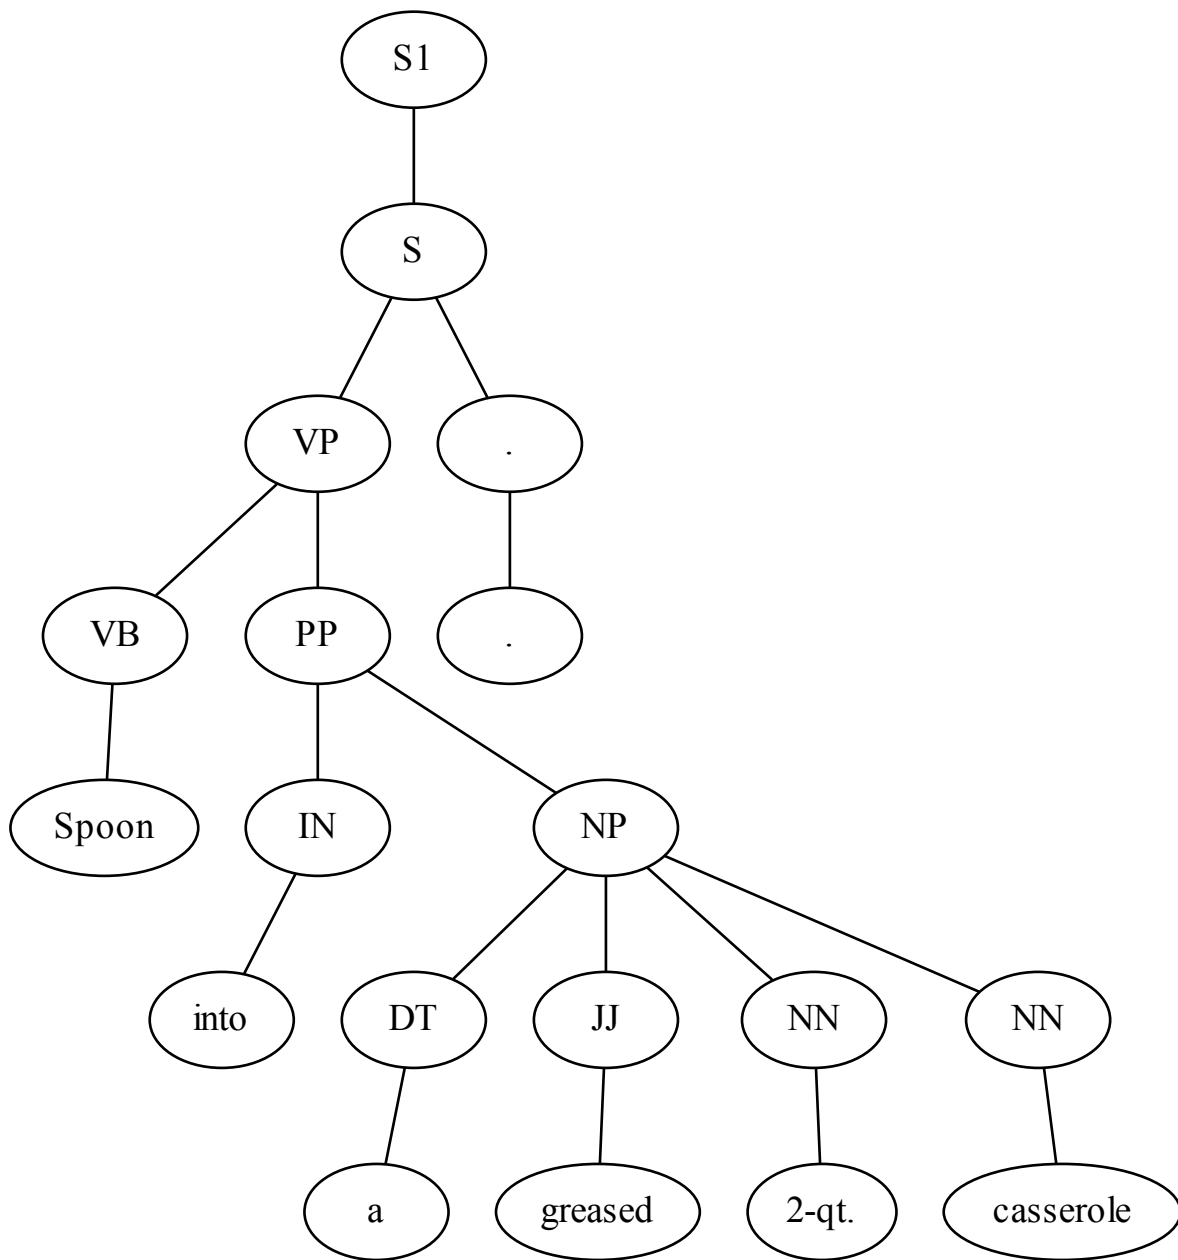 S1
S
VP .
VB PP .
Spoon IN NP
into DT JJ NN NN
a greased 2-qt. casserole